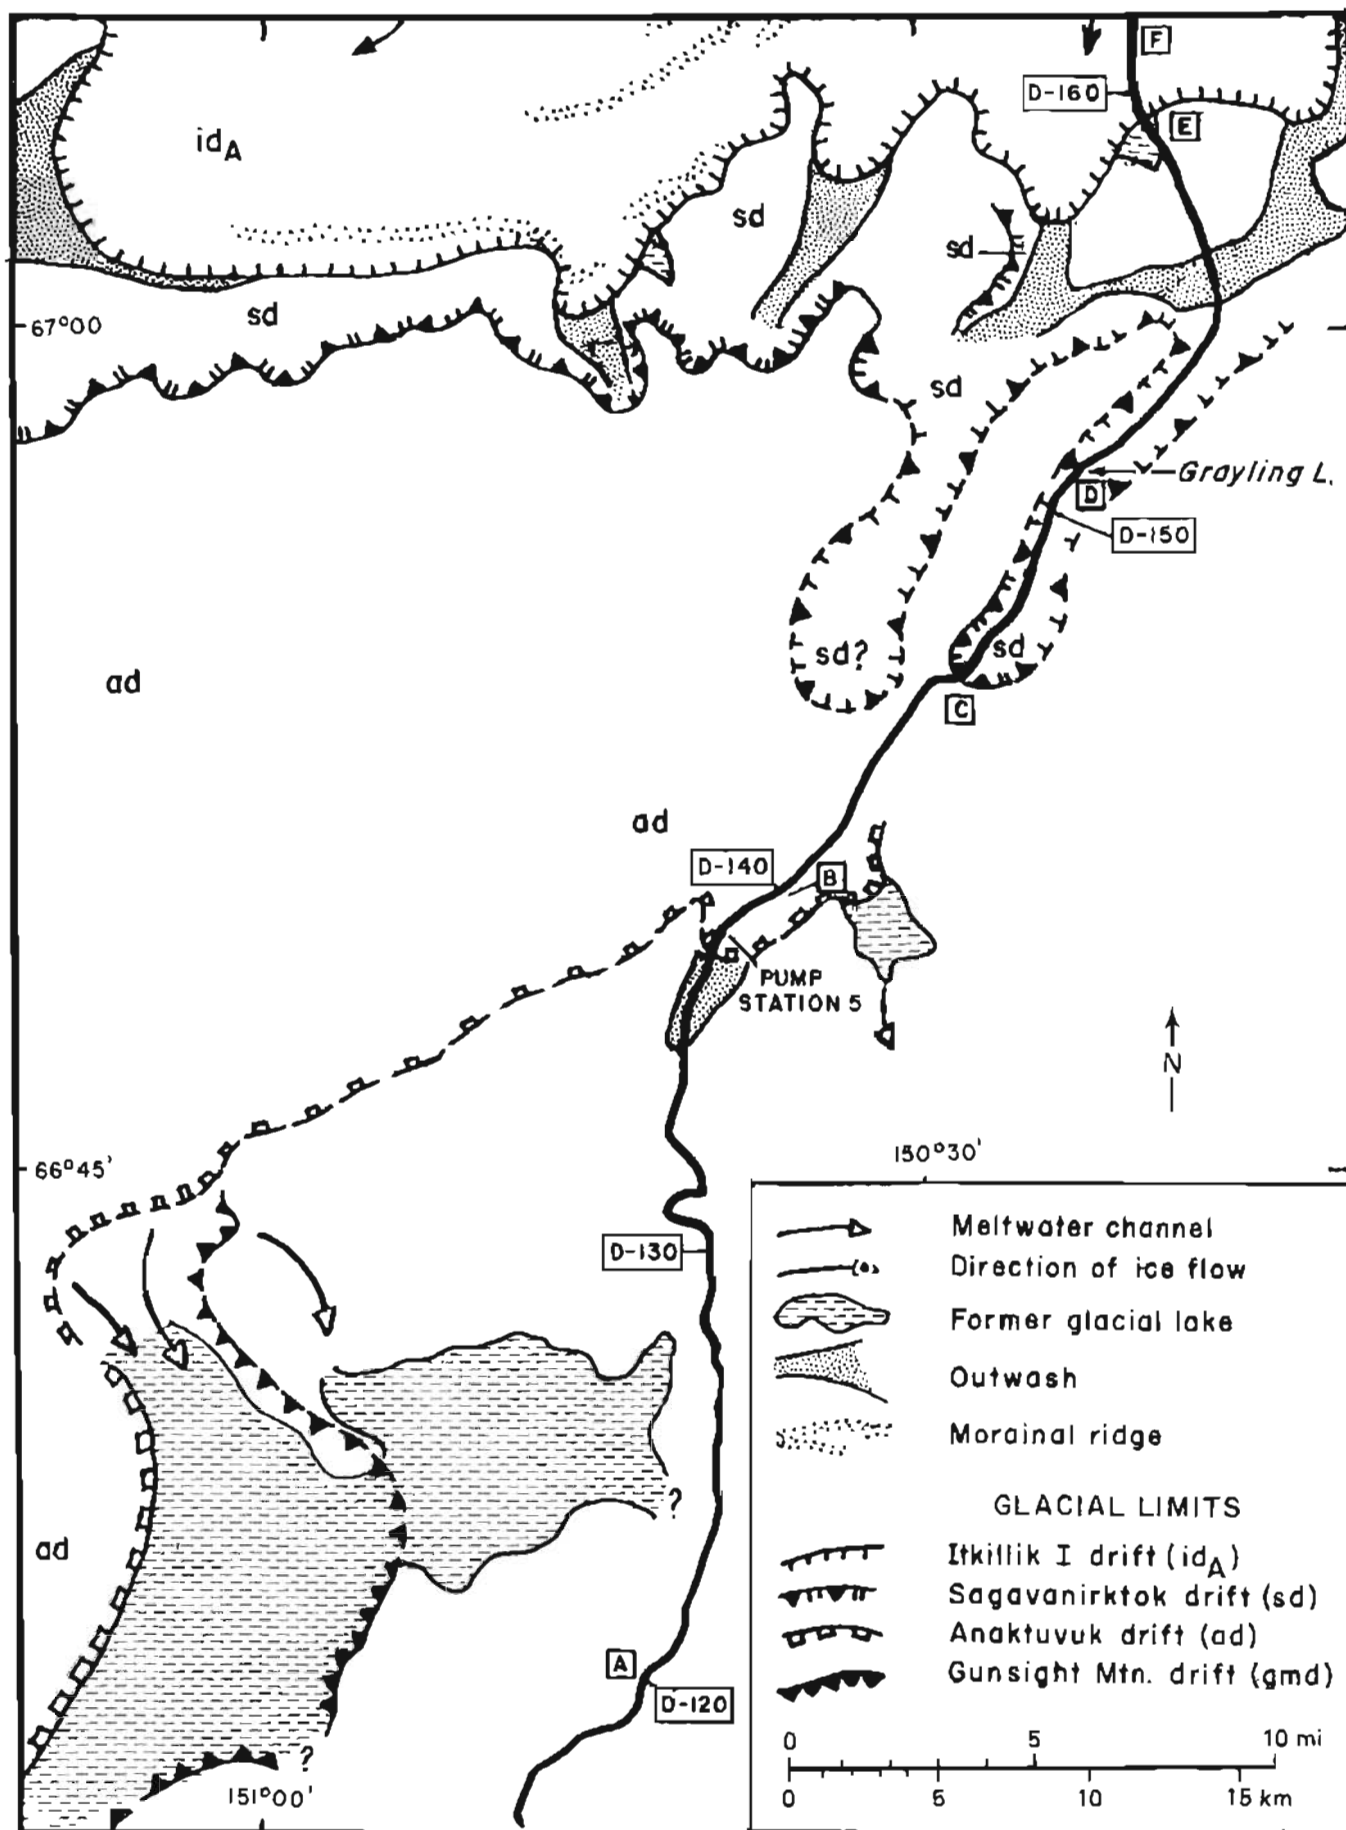 F
D-160
E
idA
sd
sd
sd
67°00
sd
Grayling L.
D
D-150
ad
sd?
sd
C
ad
D-140
B
PUMP
STATION 5
N
66°45'
150°30'
D-130
Meltwater channel
Direction of ice flow
Former glacial lake
Outwash
Morainal ridge
?
GLACIAL LIMITS
ad
Itkillik I drift (idA)
Sagavanirktok drift (sd)
Anaktuvuk drift (ad)
A
Gunsight Mtn. drift (gmd)
D-120
0 5 10 mi
?
151°00'
0 5 10 15 km